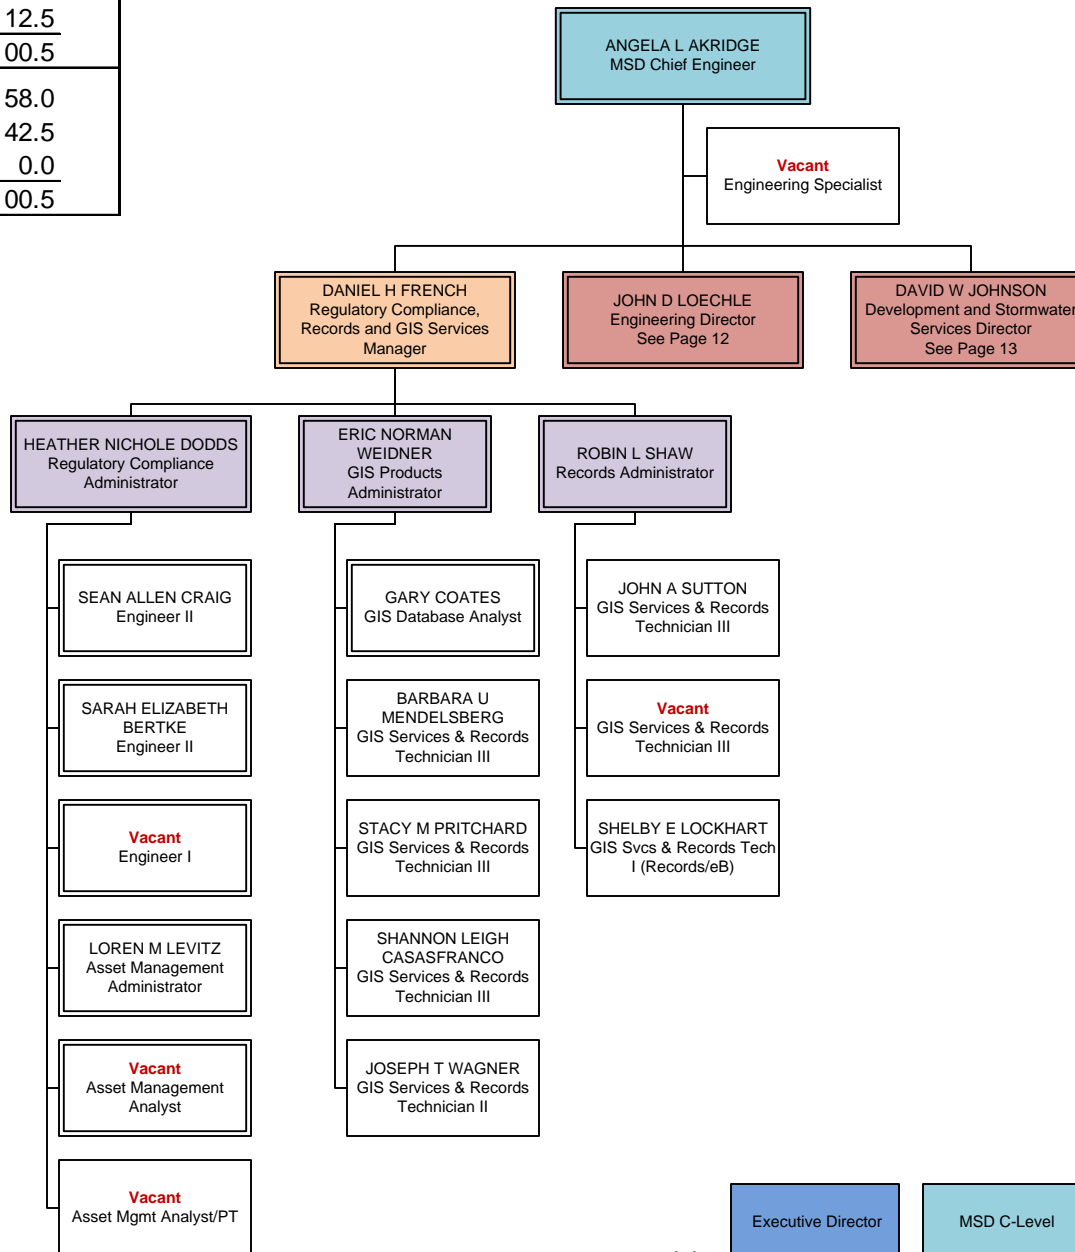 12.5
00.5
58.0
42.5
0.0
00.5
ANGELA L AKRIDGE
MSD Chief Engineer
Vacant
Engineering Specialist
DANIEL H FRENCH
Regulatory Compliance,
Records and GIS Services
Manager
JOHN D LOECHLE
Engineering Director
See Page 12
DAVID W JOHNSON
Development and Stormwater
Services Director
See Page 13
HEATHER NICHOLE DODDS
Regulatory Compliance
Administrator
ERIC NORMAN
WEIDNER
GIS Products
Administrator
ROBIN L SHAW
Records Administrator
SEAN ALLEN CRAIG
Engineer II
SARAH ELIZABETH
BERTKE
Engineer II
Vacant
Engineer I
LOREN M LEVITZ
Asset Management
Administrator
Vacant
Asset Management
Analyst
Vacant
Asset Mgmt Analyst/PT
GARY COATES
GIS Database Analyst
BARBARA U
MENDELSBERG
GIS Services & Records
Technician III
STACY M PRITCHARD
GIS Services & Records
Technician III
SHANNON LEIGH
CASASFRANCO
GIS Services & Records
Technician III
JOSEPH T WAGNER
GIS Services & Records
Technician II
JOHN A SUTTON
GIS Services & Records
Technician III
Vacant
GIS Services & Records
Technician III
SHELBY E LOCKHART
GIS Svcs & Records Tech
I (Records/eB)
Executive Director
MSD C-Level